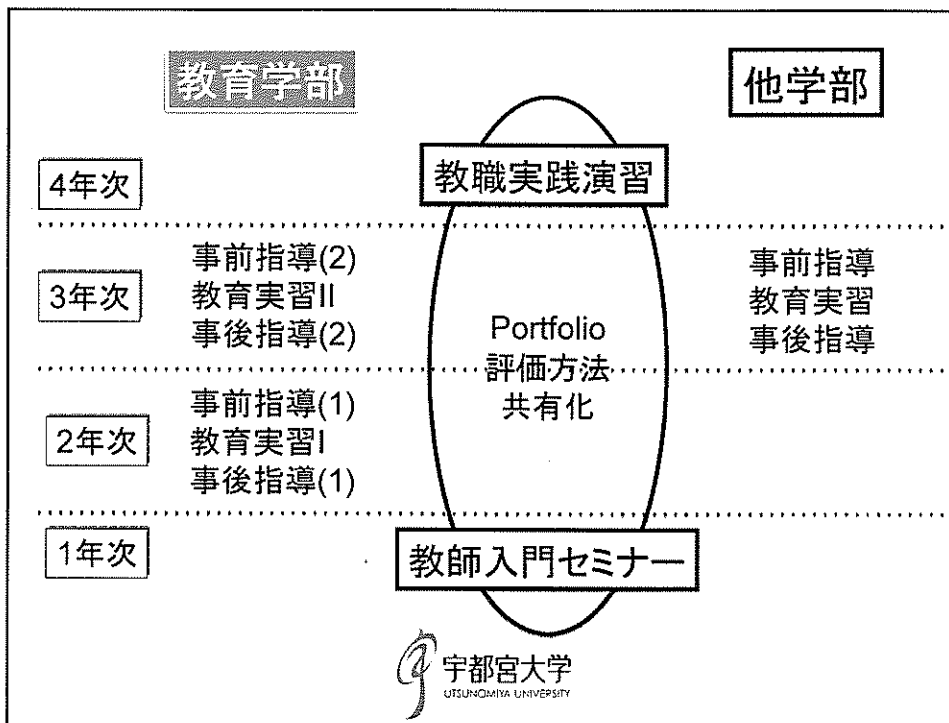 教育学部
他学部
4年次
教職実践演習
3年次
事前指導(2)
教育実習II
事後指導(2)
事前指導
教育実習
事後指導
Portfolio
評価方法
共有化
2年次
事前指導(1)
教育実習I
事後指導(1)
1年次
教師入門セミナー
宇都宮大学
UTSUNOMIYA UNIVERSITY